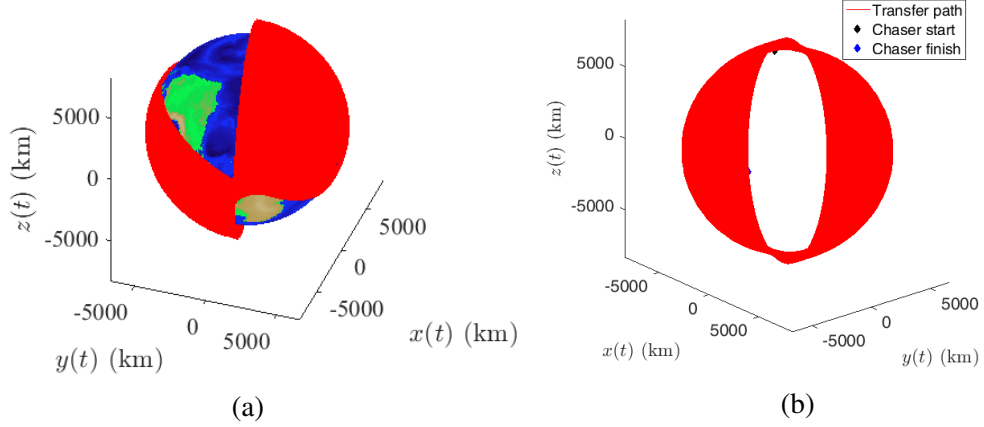 5000
0
-5000
z(t) (km)
-5000
0
5000
y(t) (km)
5000
0
-5000
x(t) (km)
(a)
Transfer path
Chaser start
Chaser finish
5000
0
-5000
z(t) (km)
-5000
0
5000
x(t) (km)
5000
0
-5000
y(t) (km)
(b)